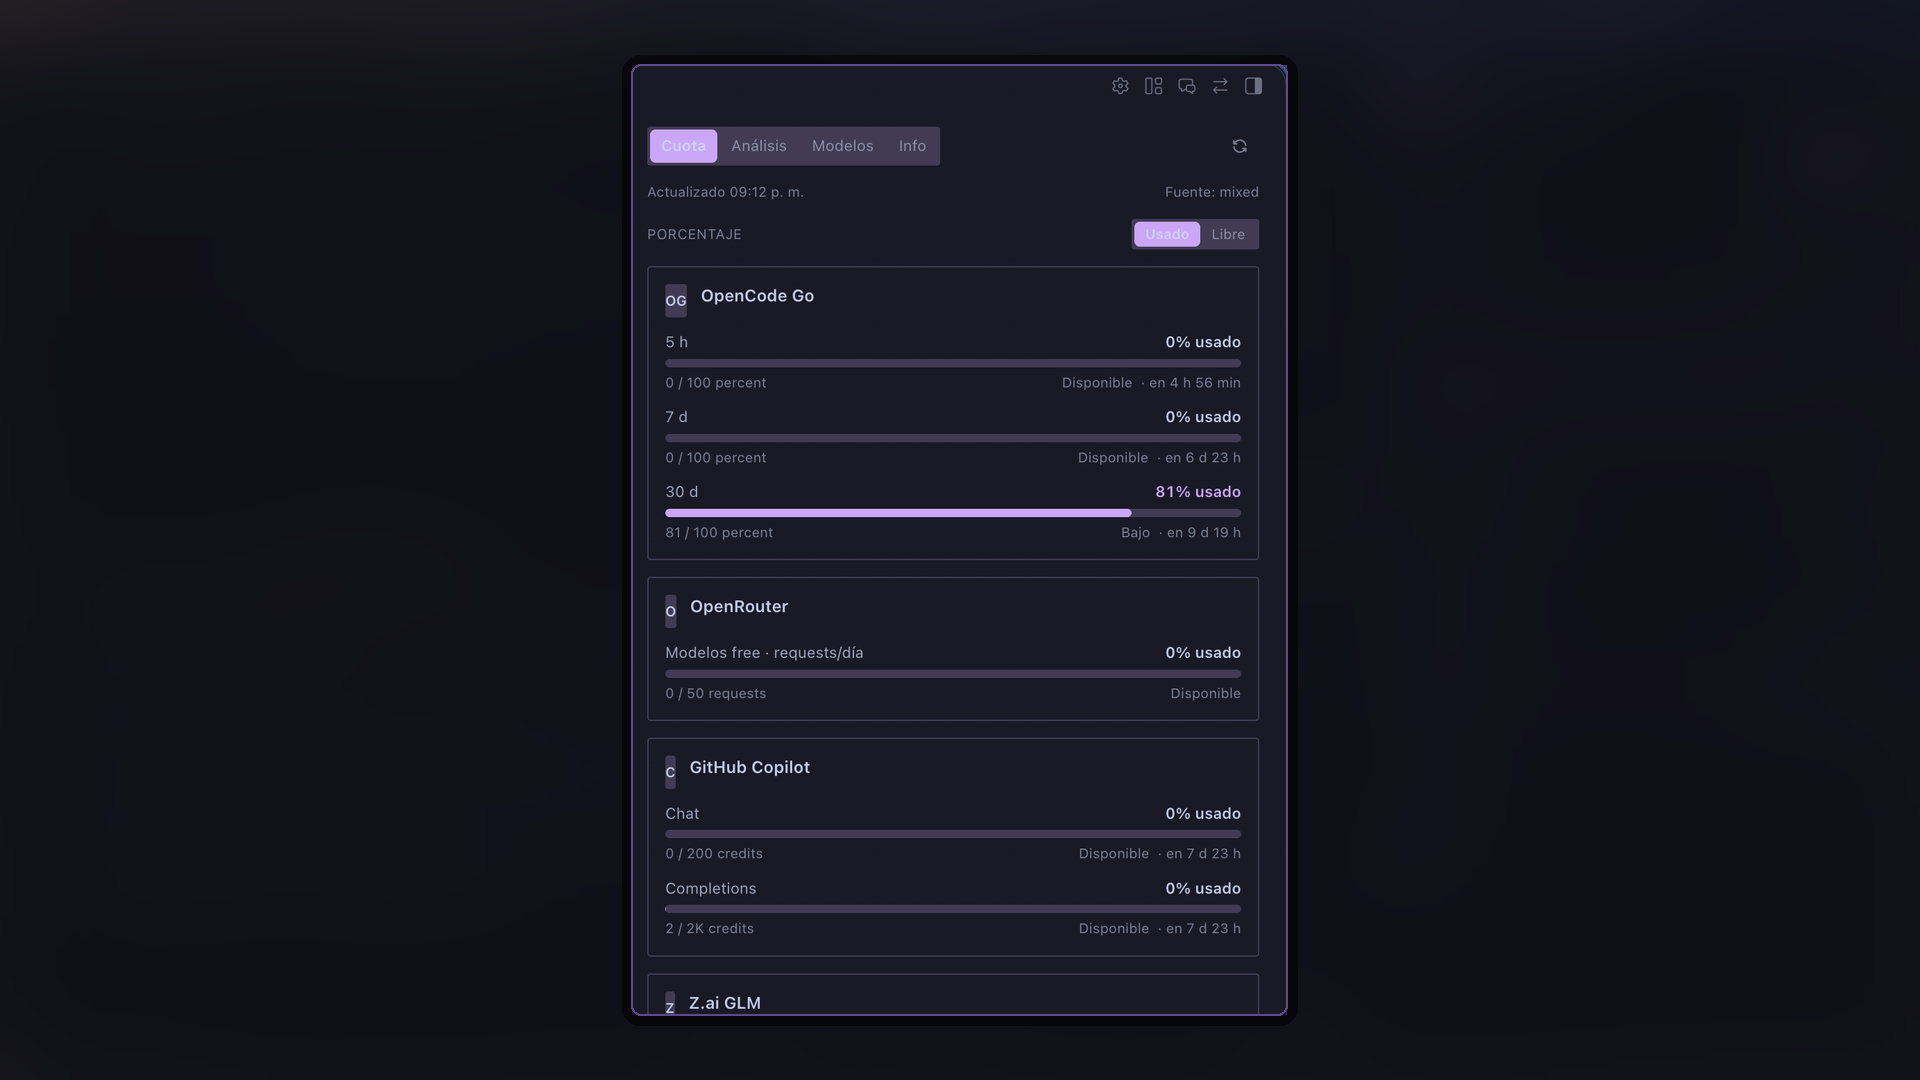 Cuota Análisis Modelos Info
Actualizado 09:12 p. m. Fuente: mixed
PORCENTAJE Usado Libre
OG OpenCode Go
5 h 0% usado
0 / 100 percent Disponible · en 4 h 56 min
7 d 0% usado
0 / 100 percent Disponible · en 6 d 23 h
30 d 81% usado
81 / 100 percent Bajo · en 9 d 19 h
O OpenRouter
Modelos free · requests/día 0% usado
0 / 50 requests Disponible
C GitHub Copilot
Chat 0% usado
0 / 200 credits Disponible · en 7 d 23 h
Completions 0% usado
2 / 2K credits Disponible · en 7 d 23 h
Z Z.ai GLM